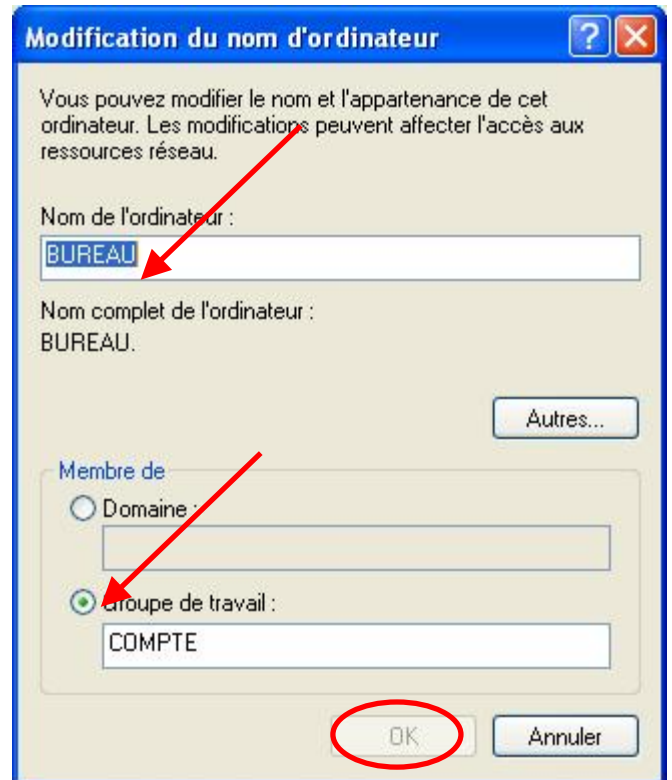 Modification du nom d'ordinateur
Vous pouvez modifier le nom et l'appartenance de cet
ordinateur. Les modifications peuvent affecter l'accès aux
ressources réseau.
Nom de l'ordinateur :
BUREAU
Nom complet de l'ordinateur :
BUREAU.
Autres...
Membre de
Domaine :
Groupe de travail :
COMPTE
OK
Annuler